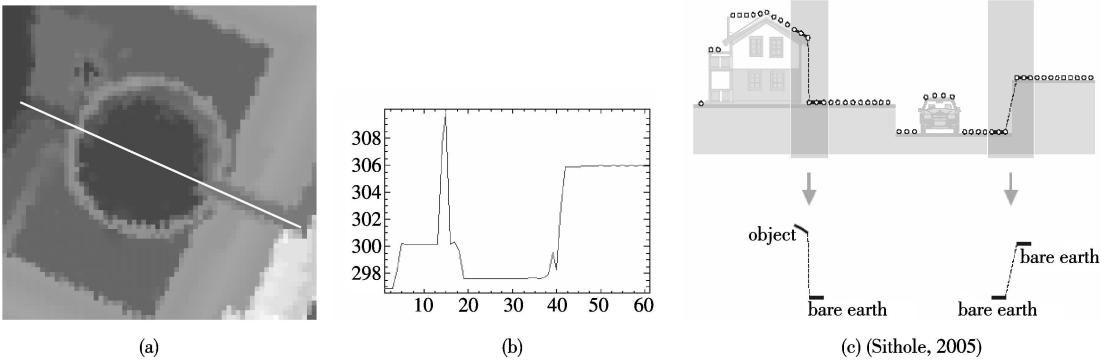 308
306
304
302
300
298
10 20 30 40 50 60
object
bare earth
bare earth
bare earth
(a)
(b)
(c) (Sithole, 2005)